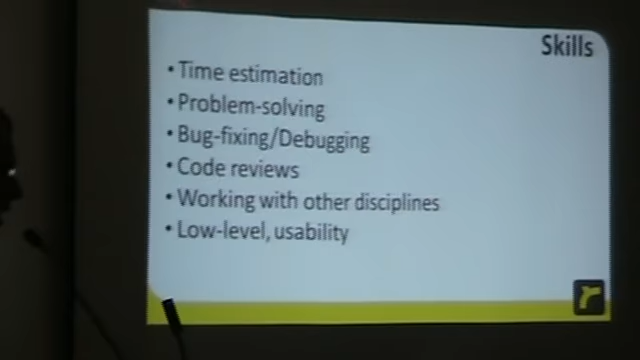 Skills
• Time estimation
• Problem-solving
• Bug-fixing/Debugging
• Code reviews
• Working with other disciplines
• Low-level, usability